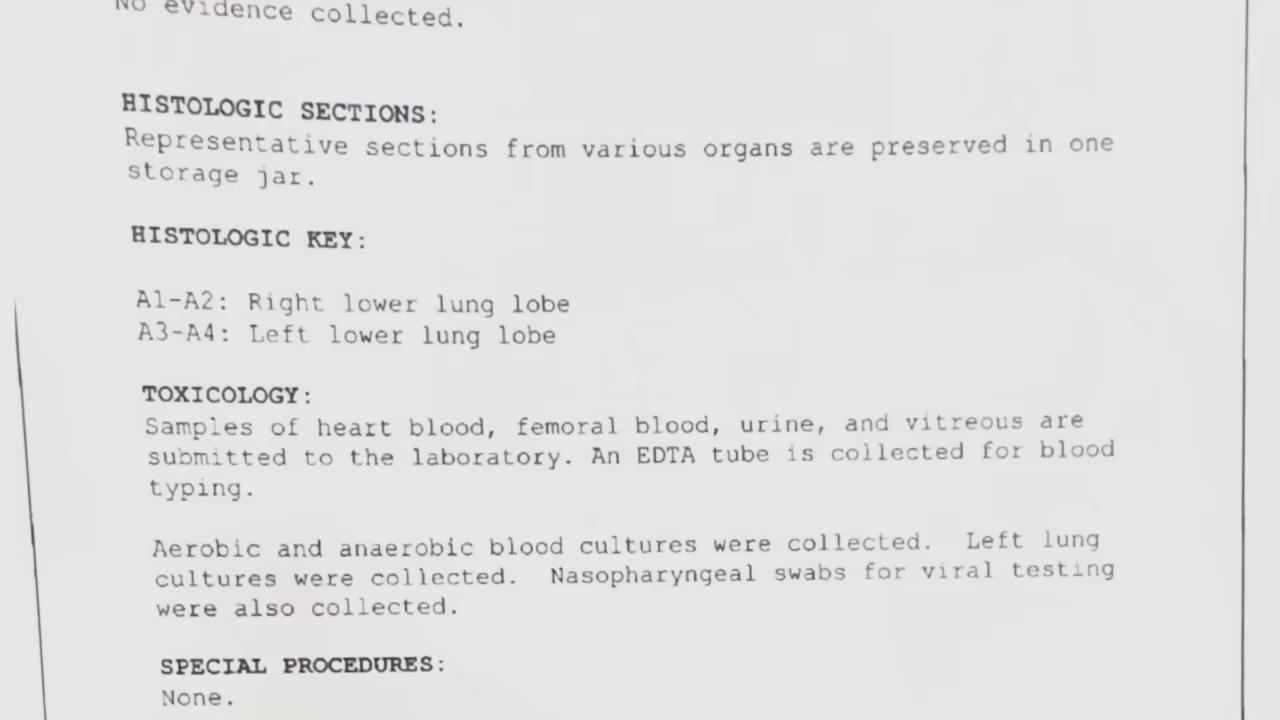 No evidence collected.
HISTOLOGIC SECTIONS:
Representative sections from various organs are preserved in one
storage jar.
HISTOLOGIC KEY:
A1-A2: Right lower lung lobe
A3-A4: Left lower lung lobe
TOXICOLOGY:
Samples of heart blood, femoral blood, urine, and vitreous are
submitted to the laboratory. An EDTA tube is collected for blood
typing.
Aerobic and anaerobic blood cultures were collected. Left lung
cultures were collected. Nasopharyngeal swabs for viral testing
were also collected.
SPECIAL PROCEDURES:
None.